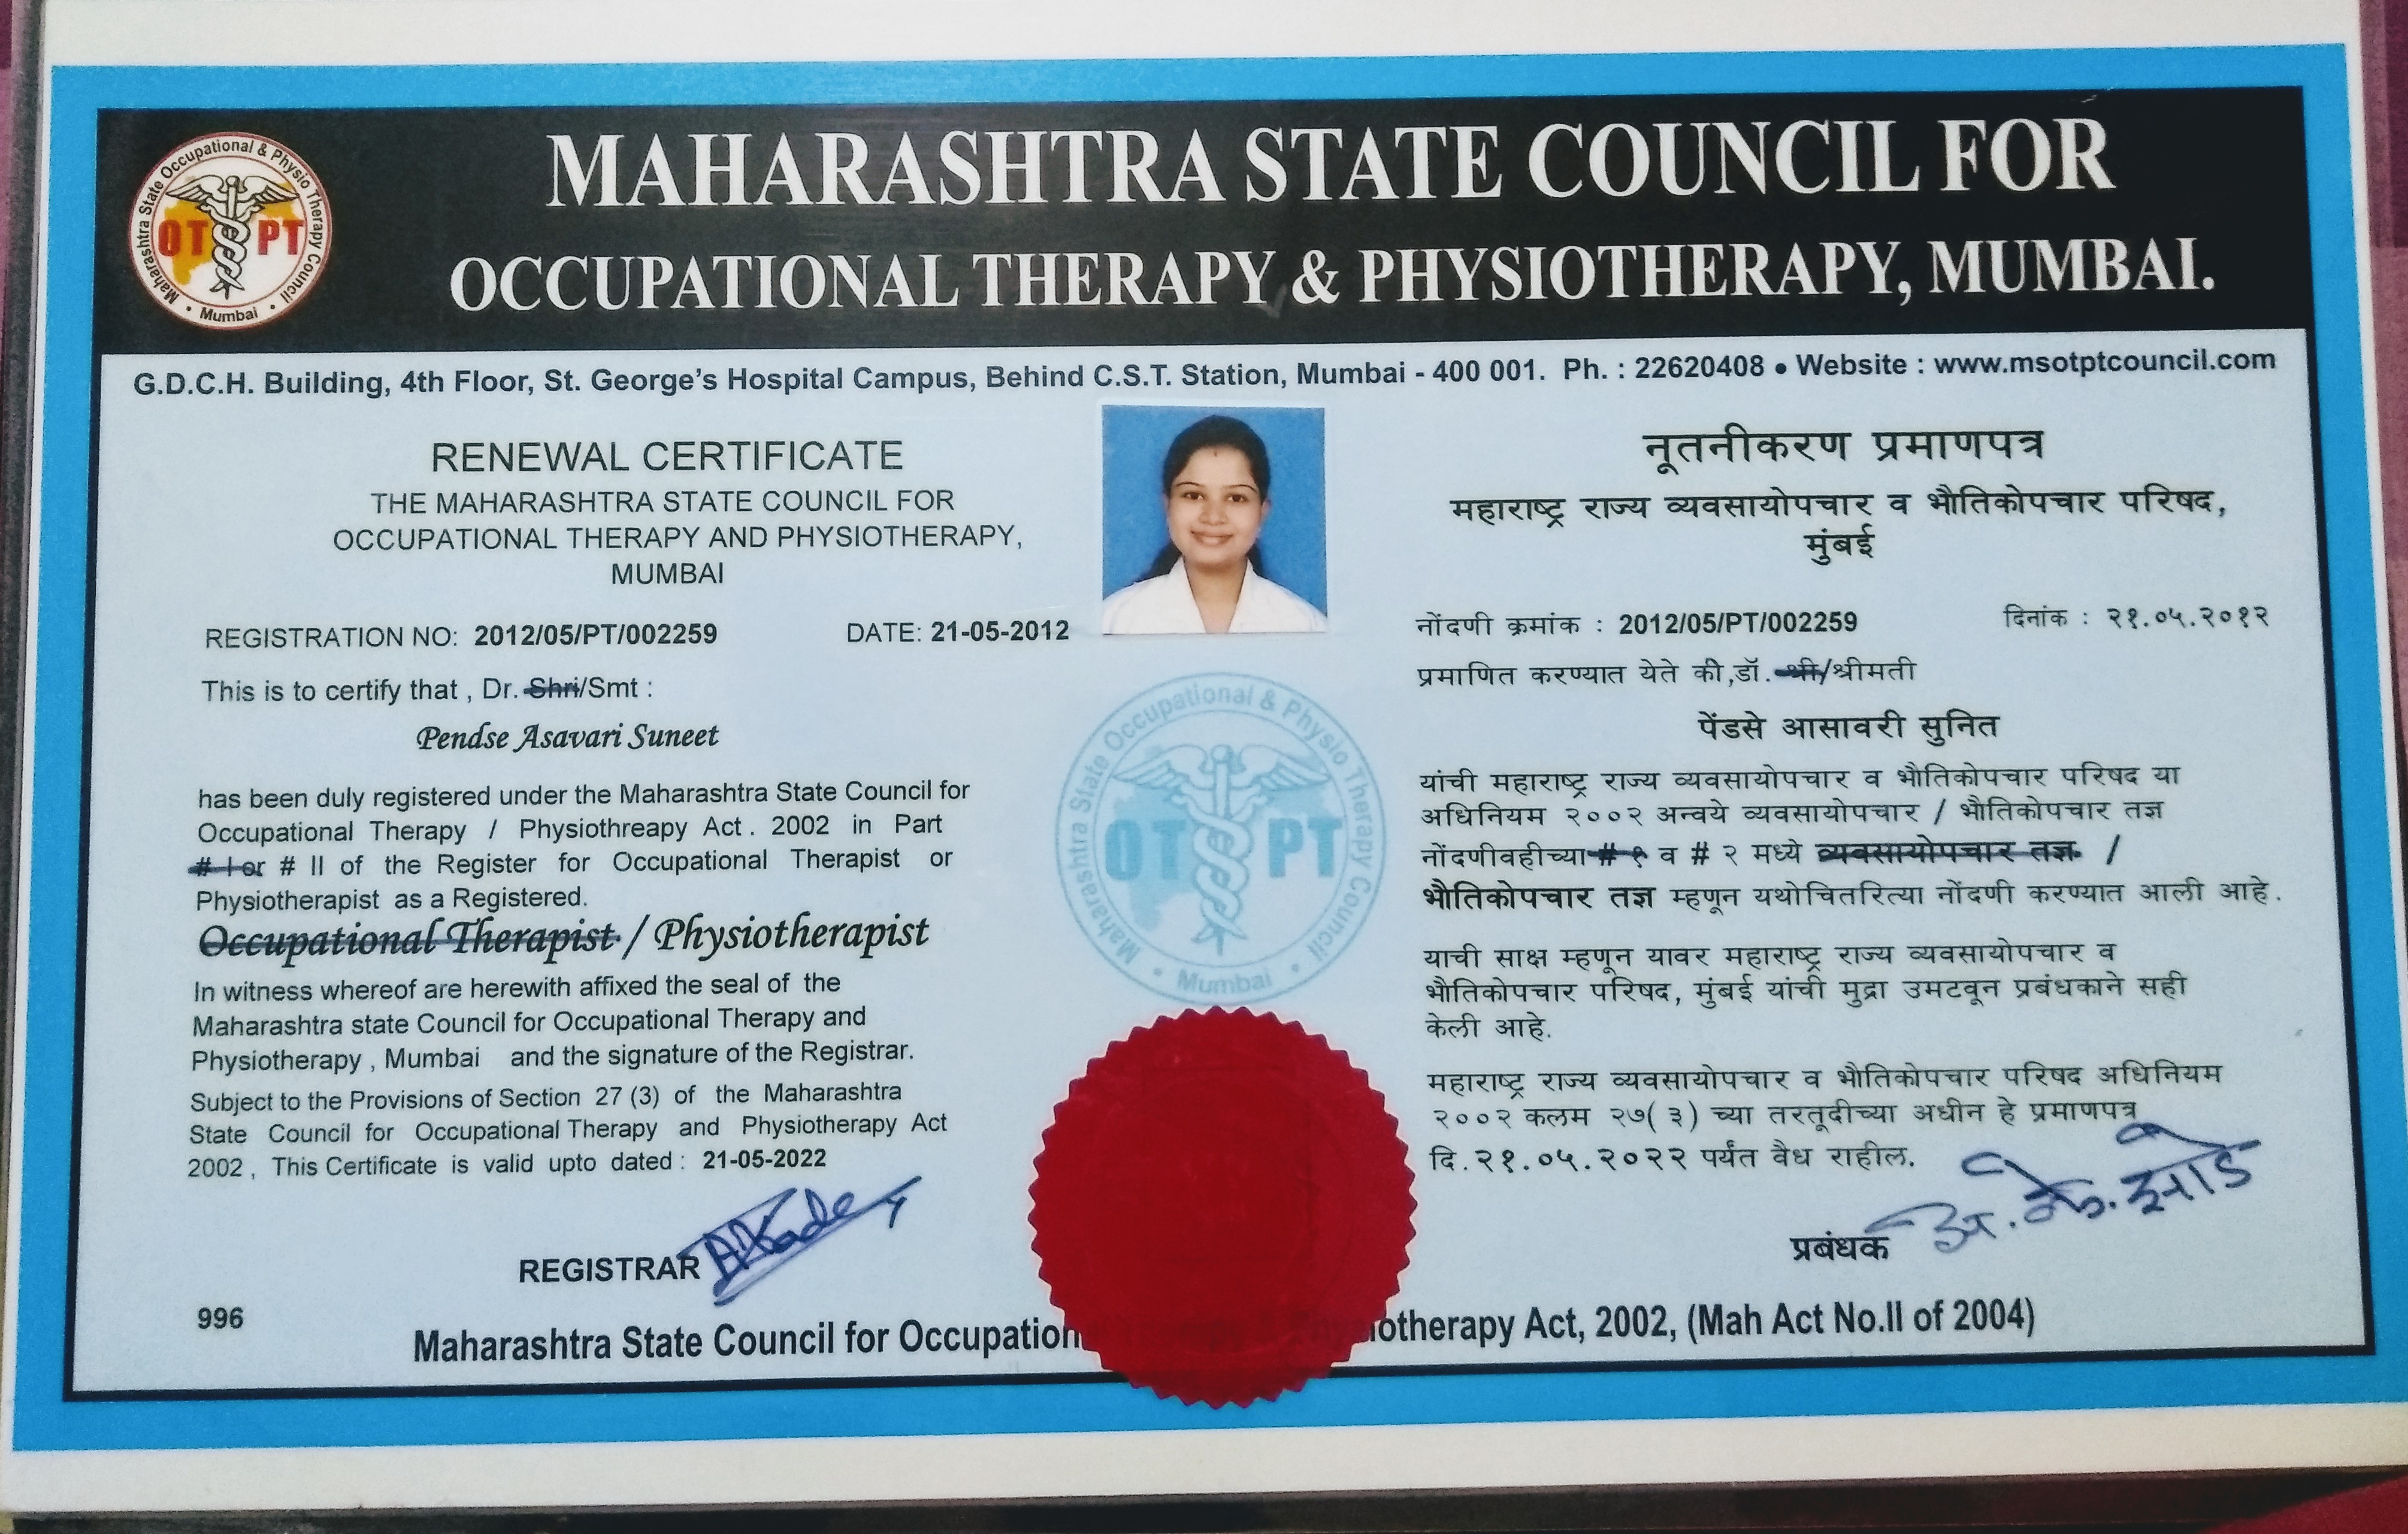 MAHARASHTRA STATE COUNCIL FOR
OCCUPATIONAL THERAPY & PHYSIOTHERAPY, MUMBAI.
Maharashtra State Occupational & Physio Therapy Council
OT PT
• Mumbai •
G.D.C.H. Building, 4th Floor, St. George's Hospital Campus, Behind C.S.T. Station, Mumbai - 400 001. Ph. : 22620408 • Website : www.msotptcouncil.com
RENEWAL CERTIFICATE
THE MAHARASHTRA STATE COUNCIL FOR
OCCUPATIONAL THERAPY AND PHYSIOTHERAPY,
MUMBAI
REGISTRATION NO: 2012/05/PT/002259 DATE: 21-05-2012
This is to certify that , Dr. Shri/Smt :
Pendse Asavari Suneet
has been duly registered under the Maharashtra State Council for
Occupational Therapy / Physiothreapy Act . 2002 in Part
# I or # II of the Register for Occupational Therapist or
Physiotherapist as a Registered.
Occupational Therapist / Physiotherapist
In witness whereof are herewith affixed the seal of the
Maharashtra state Council for Occupational Therapy and
Physiotherapy , Mumbai and the signature of the Registrar.
Subject to the Provisions of Section 27 (3) of the Maharashtra
State Council for Occupational Therapy and Physiotherapy Act
2002 , This Certificate is valid upto dated : 21-05-2022
REGISTRAR
996
नूतनीकरण प्रमाणपत्र
महाराष्ट्र राज्य व्यवसायोपचार व भौतिकोपचार परिषद,
मुंबई
नोंदणी क्रमांक : 2012/05/PT/002259 दिनांक : २१.०५.२०१२
प्रमाणित करण्यात येते की,डॉ. श्री/श्रीमती
पेंडसे आसावरी सुनित
यांची महाराष्ट्र राज्य व्यवसायोपचार व भौतिकोपचार परिषद या
अधिनियम २००२ अन्वये व्यवसायोपचार / भौतिकोपचार तज्ञ
नोंदणीवहीच्या # १ व # २ मध्ये व्यवसायोपचार तज्ञ /
भौतिकोपचार तज्ञ म्हणून यथोचितरित्या नोंदणी करण्यात आली आहे.
याची साक्ष म्हणून यावर महाराष्ट्र राज्य व्यवसायोपचार व
भौतिकोपचार परिषद, मुंबई यांची मुद्रा उमटवून प्रबंधकाने सही
केली आहे.
महाराष्ट्र राज्य व्यवसायोपचार व भौतिकोपचार परिषद अधिनियम
२००२ कलम २७( ३ ) च्या तरतूदीच्या अधीन हे प्रमाणपत्र
दि.२१.०५.२०२२ पर्यंत वैध राहील.
प्रबंधक
Maharashtra State Occupational & Physio Therapy Council
OT PT
• Mumbai •
Maharashtra State Council for Occupation otherapy Act, 2002, (Mah Act No.II of 2004)